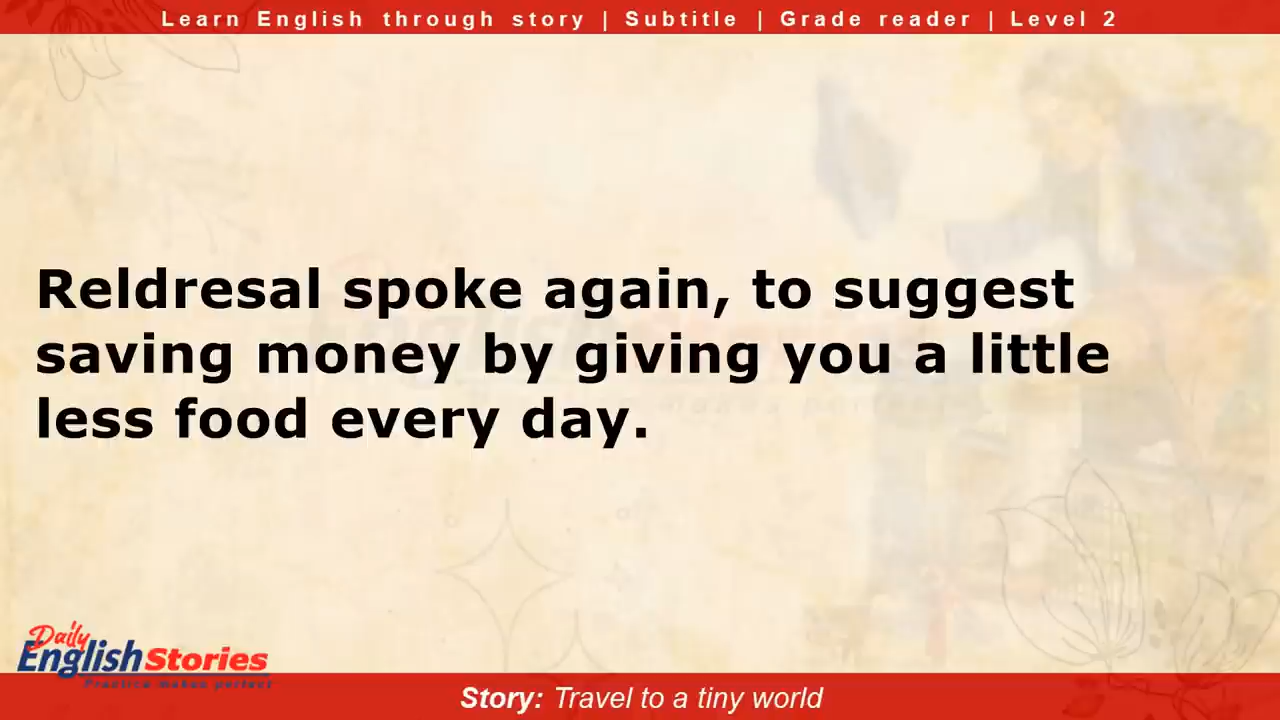 Learn English through story | Subtitle | Grade reader | Level 2
Reldresal spoke again, to suggest
saving money by giving you a little
less food every day.
Daily
English Stories
Practice makes perfect
Story: Travel to a tiny world